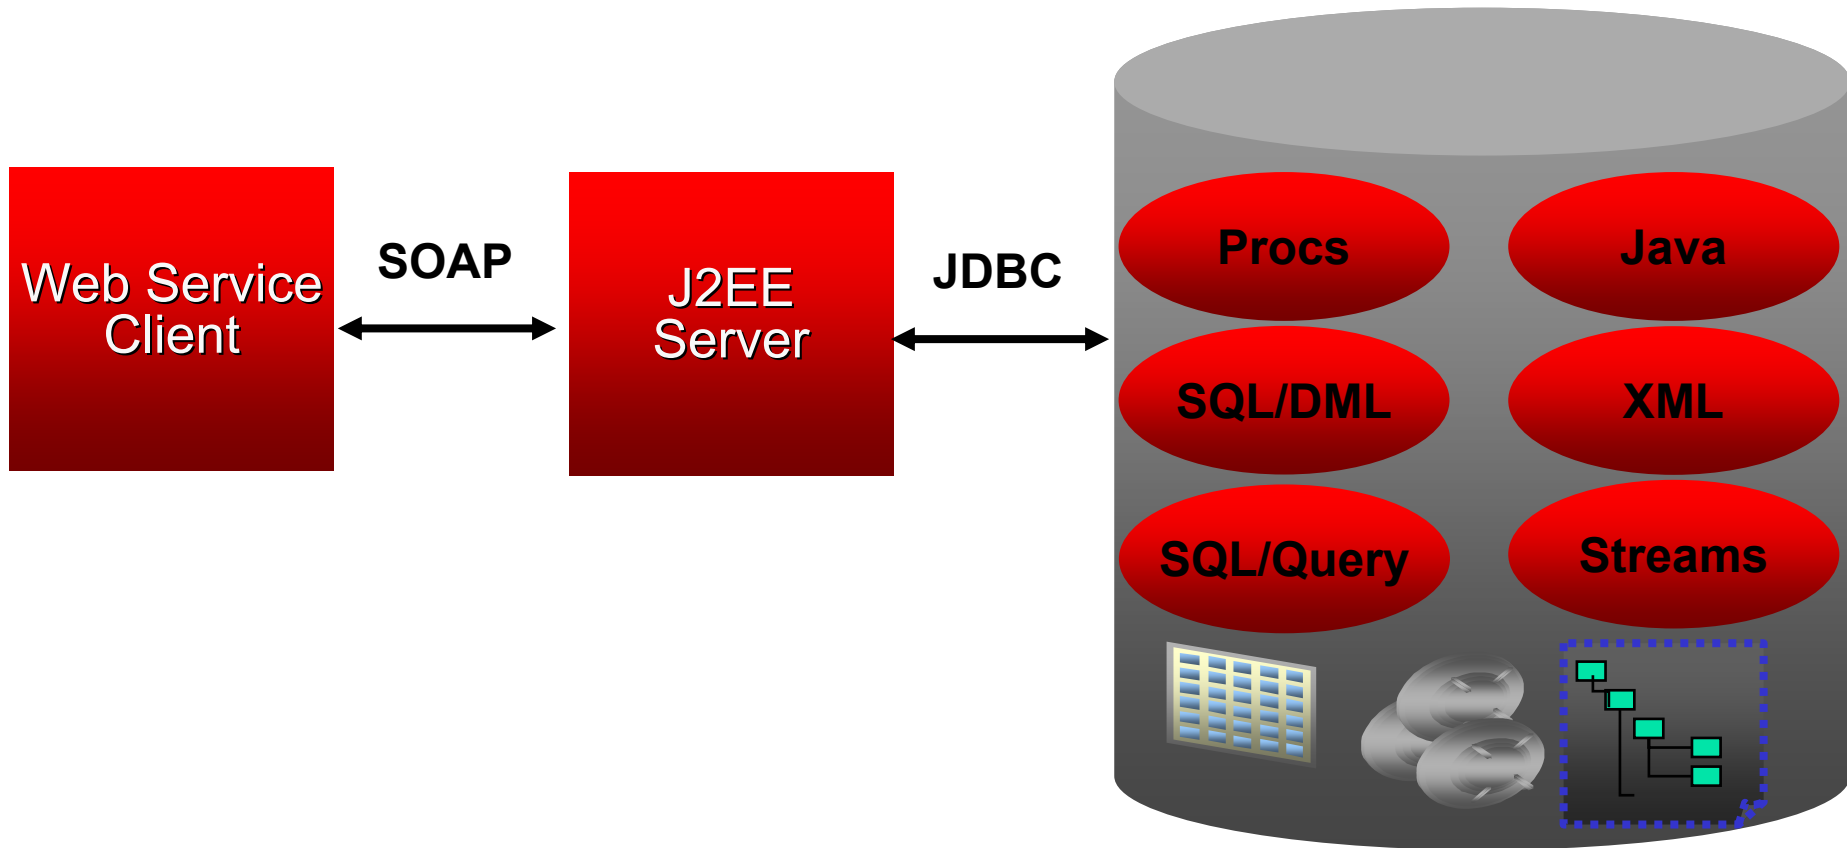 Web Service
Client
SOAP
J2EE
Server
JDBC
Procs
Java
SQL/DML
XML
SQL/Query
Streams